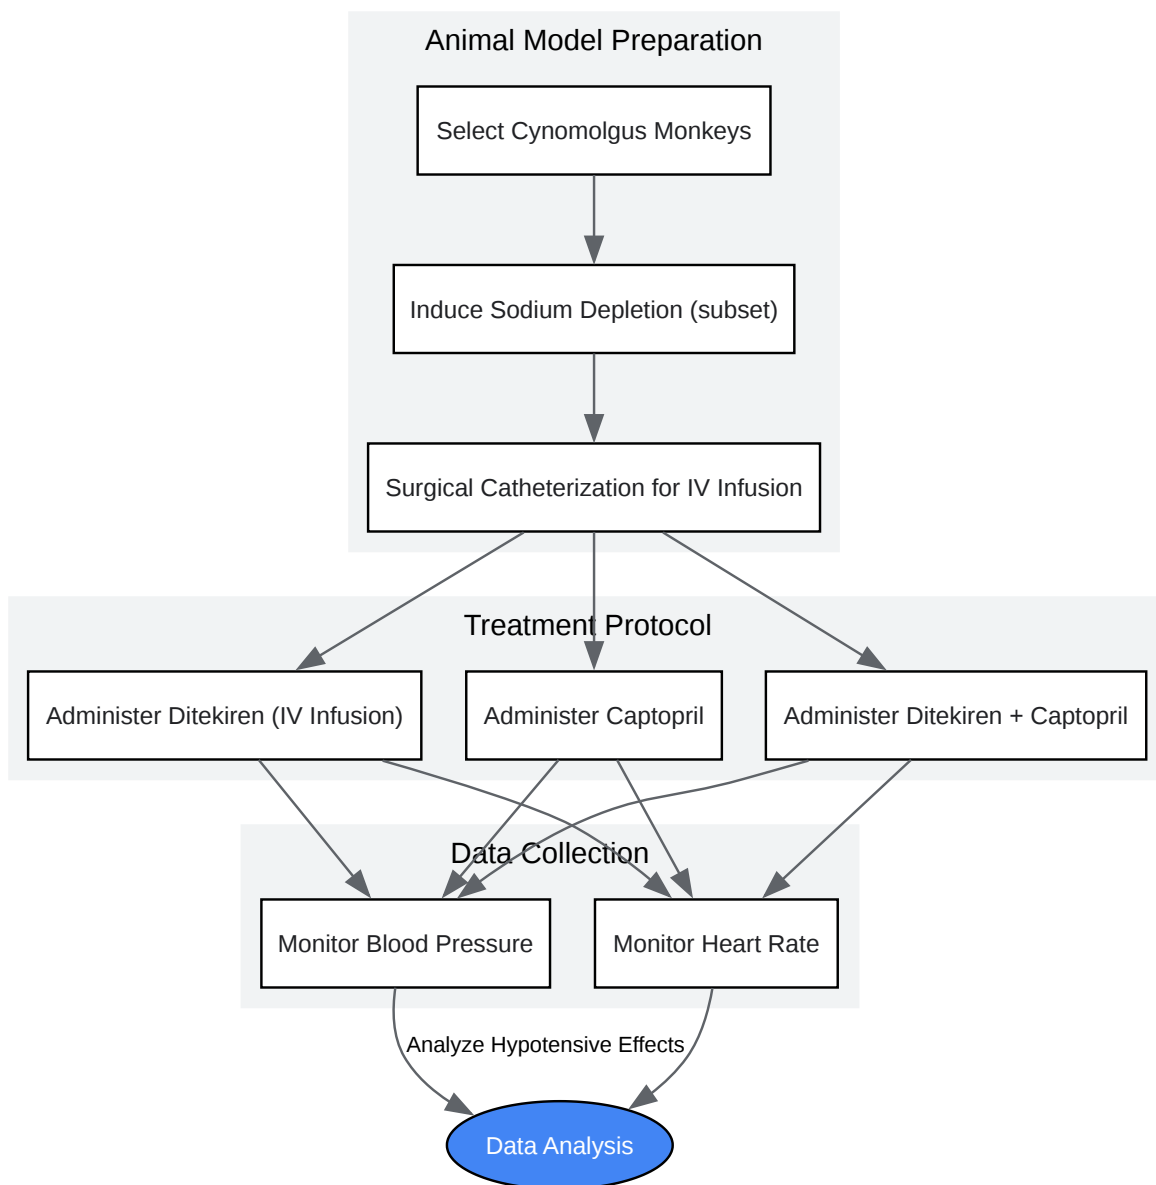 Animal Model Preparation
Select Cynomolgus Monkeys
Induce Sodium Depletion (subset)
Surgical Catheterization for IV Infusion
Treatment Protocol
Administer Ditekiren (IV Infusion)
Administer Captopril
Administer Ditekiren + Captopril
Data Collection
Monitor Blood Pressure
Monitor Heart Rate
Analyze Hypotensive Effects
Data Analysis